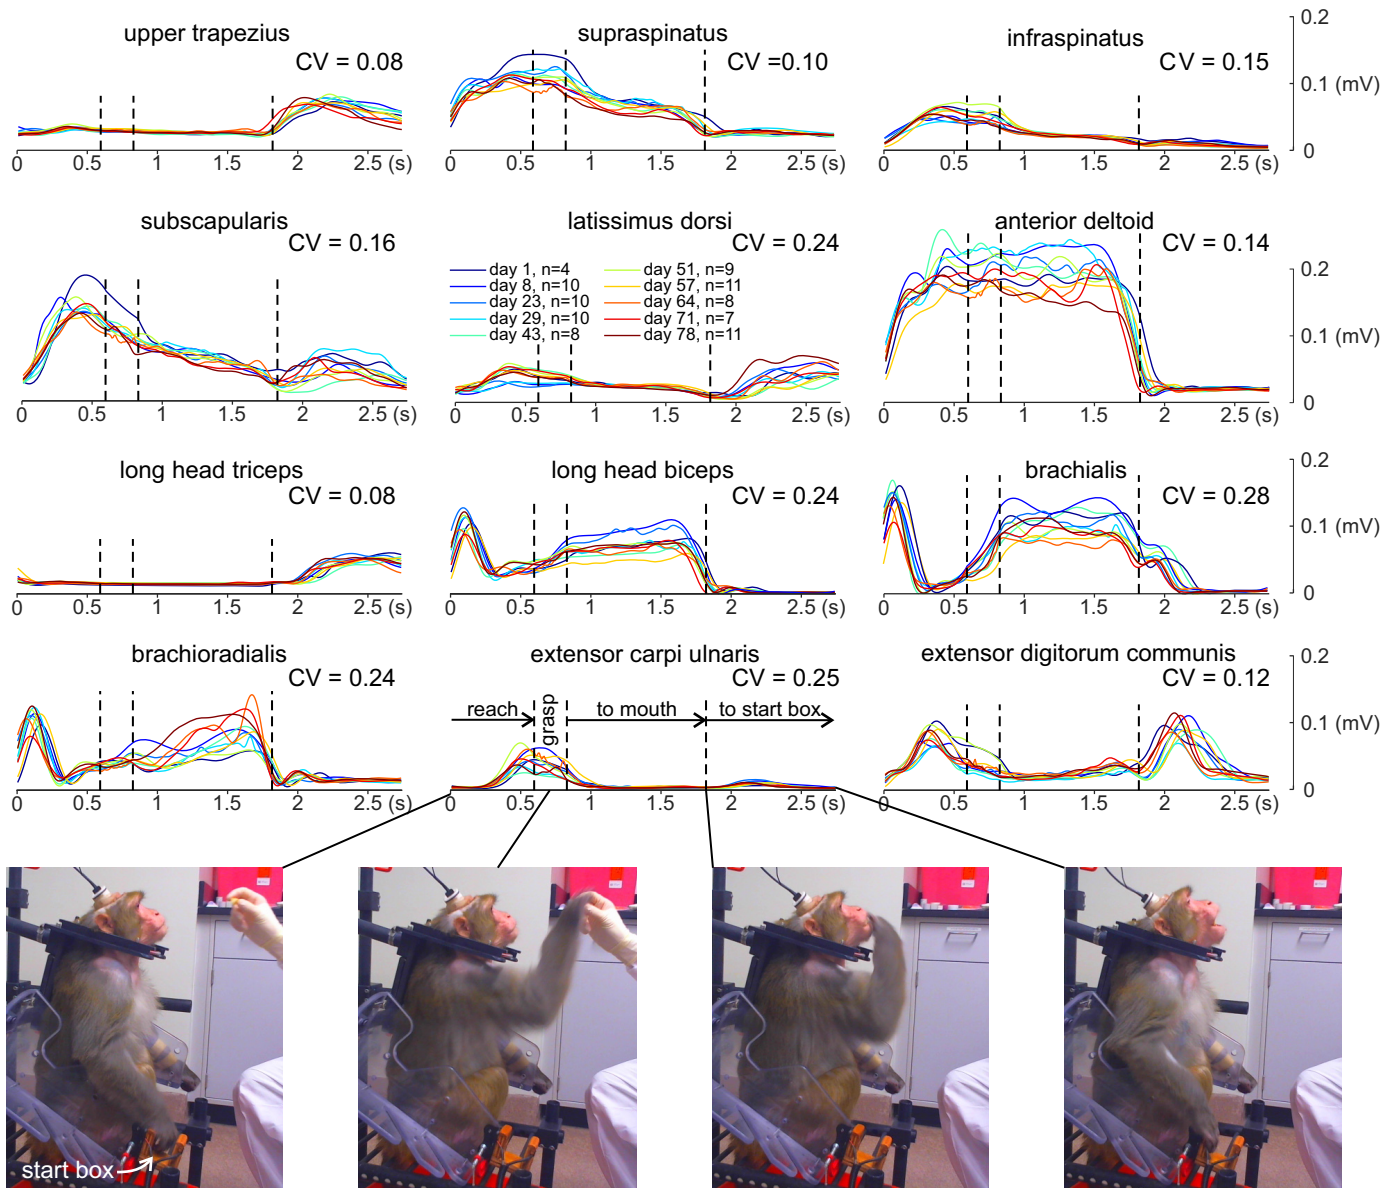 upper trapezius
CV = 0.08
0 0.5 1 1.5 2 2.5 (s)
supraspinatus
CV =0.10
0 0.5 1 1.5 2 2.5 (s)
infraspinatus
CV = 0.15
0 0.5 1 1.5 2 2.5 (s)
0.2
0.1 (mV)
0
subscapularis
CV = 0.16
0 0.5 1 1.5 2 2.5 (s)
latissimus dorsi
CV = 0.24
day 1, n=4
day 8, n=10
day 23, n=10
day 29, n=10
day 43, n=8
day 51, n=9
day 57, n=11
day 64, n=8
day 71, n=7
day 78, n=11
0 0.5 1 1.5 2 2.5 (s)
anterior deltoid
CV = 0.14
0 0.5 1 1.5 2 2.5 (s)
0.2
0.1 (mV)
0
long head triceps
CV = 0.08
0 0.5 1 1.5 2 2.5 (s)
long head biceps
CV = 0.24
0 0.5 1 1.5 2 2.5 (s)
brachialis
CV = 0.28
0 0.5 1 1.5 2 2.5 (s)
0.2
0.1 (mV)
0
brachioradialis
CV = 0.24
0 0.5 1 1.5 2 2.5 (s)
extensor carpi ulnaris
CV = 0.25
reach
grasp
to mouth
to start box
0 0.5 1 1.5 2 2.5 (s)
extensor digitorum communis
CV = 0.12
0 0.5 1 1.5 2 2.5 (s)
0.2
0.1 (mV)
0
start box